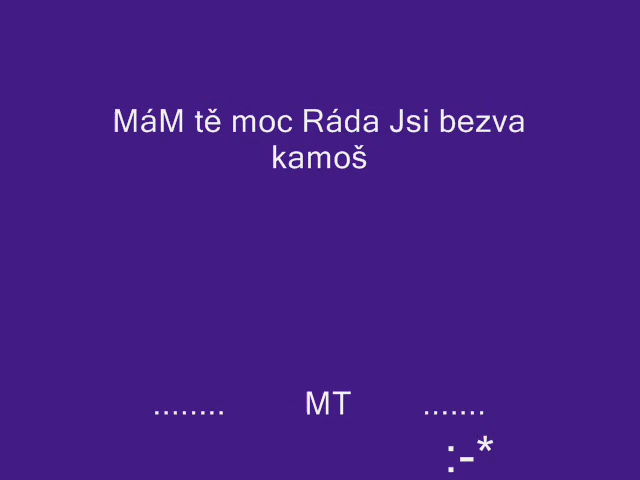 MáM tě moc Ráda Jsi bezva
kamoš
........ MT .......
:-*